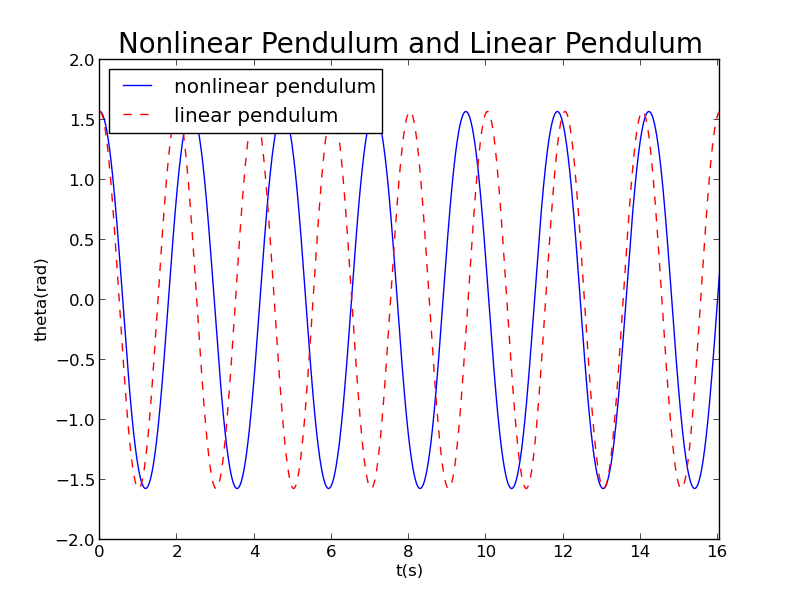 Nonlinear Pendulum and Linear Pendulum
nonlinear pendulum
linear pendulum
2.0
1.5
1.0
0.5
0.0
−0.5
−1.0
−1.5
−2.0
theta(rad)
0 2 4 6 8 10 12 14 16
t(s)